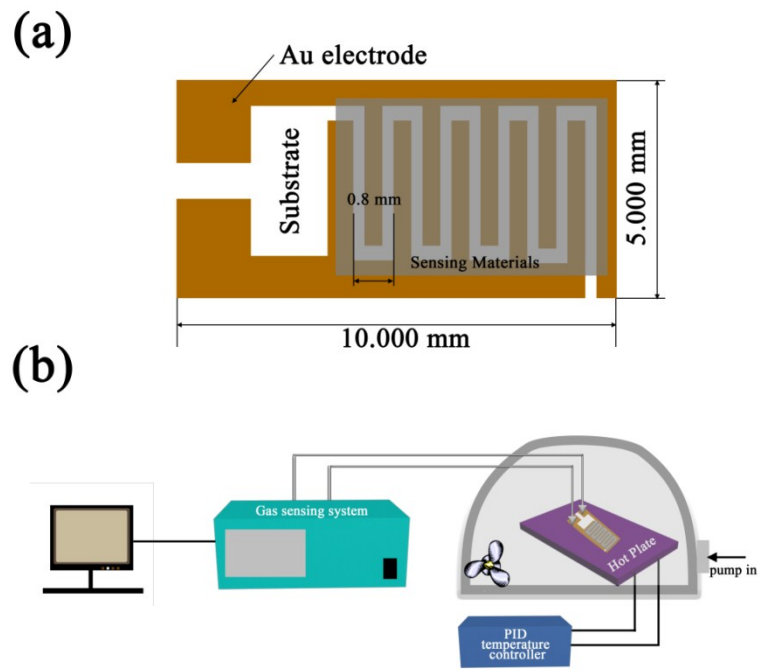 (a)
Au electrode
Substrate
0.8 mm
Sensing Materials
5.000 mm
10.000 mm
(b)
Gas sensing system
Hot Plate
pump in
PID
temperature
controller